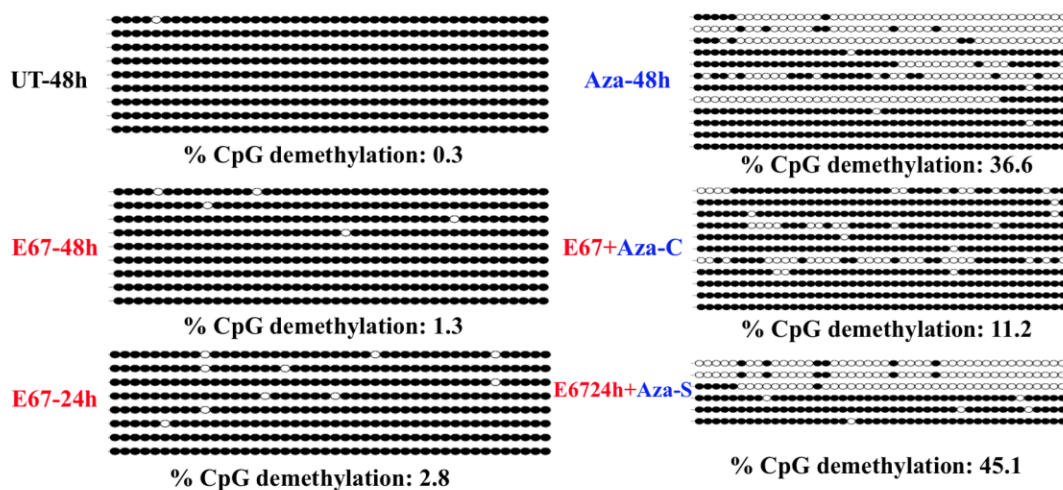 UT-48h
% CpG demethylation: 0.3
E67-48h
% CpG demethylation: 1.3
E67-24h
% CpG demethylation: 2.8
Aza-48h
% CpG demethylation: 36.6
E67+Aza-C
% CpG demethylation: 11.2
E6724h+Aza-S
% CpG demethylation: 45.1